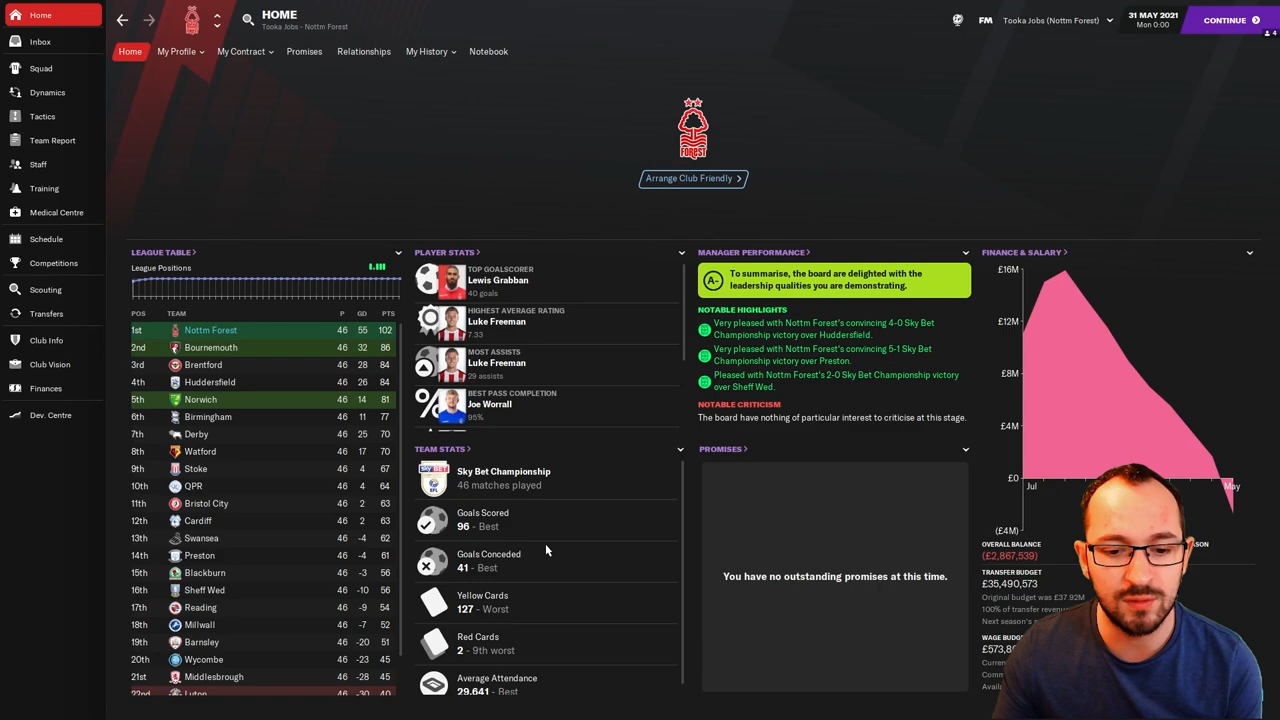 Home
HOME
Tooka Jobs - Nottm Forest
FM
Tooka Jobs (Nottm Forest)
31 MAY 2021
Mon 0:00
CONTINUE
4
Home
My Profile
My Contract
Promises
Relationships
My History
Notebook
Inbox
Squad
Dynamics
Tactics
Team Report
Staff
Training
Medical Centre
Schedule
Competitions
Scouting
Transfers
Club Info
Club Vision
Finances
Dev. Centre
FOREST
Arrange Club Friendly
LEAGUE TABLE
League Positions
POS TEAM P GD PTS
1st Nottm Forest 46 55 102
2nd Bournemouth 46 32 86
3rd Brentford 46 28 84
4th Huddersfield 46 26 84
5th Norwich 46 14 81
6th Birmingham 46 11 77
7th Derby 46 25 70
8th Watford 46 17 70
9th Stoke 46 4 67
10th QPR 46 4 64
11th Bristol City 46 2 63
12th Cardiff 46 2 63
13th Swansea 46 -4 62
14th Preston 46 -4 61
15th Blackburn 46 -3 56
16th Sheff Wed 46 -10 56
17th Reading 46 -9 54
18th Millwall 46 -7 52
19th Barnsley 46 -20 51
20th Wycombe 46 -23 45
21st Middlesbrough 46 -28 45
22nd Luton 46 -30 40
PLAYER STATS
TOP GOALSCORER
Lewis Grabban
40 goals
HIGHEST AVERAGE RATING
Luke Freeman
7.33
MOST ASSISTS
Luke Freeman
29 assists
BEST PASS COMPLETION
Joe Worrall
95%
TEAM STATS
sky BET
EFL
Sky Bet Championship
46 matches played
Goals Scored
96 - Best
Goals Conceded
41 - Best
Yellow Cards
127 - Worst
Red Cards
2 - 9th worst
Average Attendance
29,641 - Best
MANAGER PERFORMANCE
A-
To summarise, the board are delighted with the
leadership qualities you are demonstrating.
NOTABLE HIGHLIGHTS
Very pleased with Nottm Forest's convincing 4-0 Sky Bet
Championship victory over Huddersfield.
Very pleased with Nottm Forest's convincing 5-1 Sky Bet
Championship victory over Preston.
Pleased with Nottm Forest's 2-0 Sky Bet Championship victory
over Sheff Wed.
NOTABLE CRITICISM
The board have nothing of particular interest to criticise at this stage.
PROMISES
You have no outstanding promises at this time.
FINANCE & SALARY
£16M
£12M
£8M
£4M
£0
(£4M)
Jul
May
OVERALL BALANCE
(£2,867,539)
TRANSFER BUDGET
£35,490,573
Original budget was £37.92M
100% of transfer
Next season's